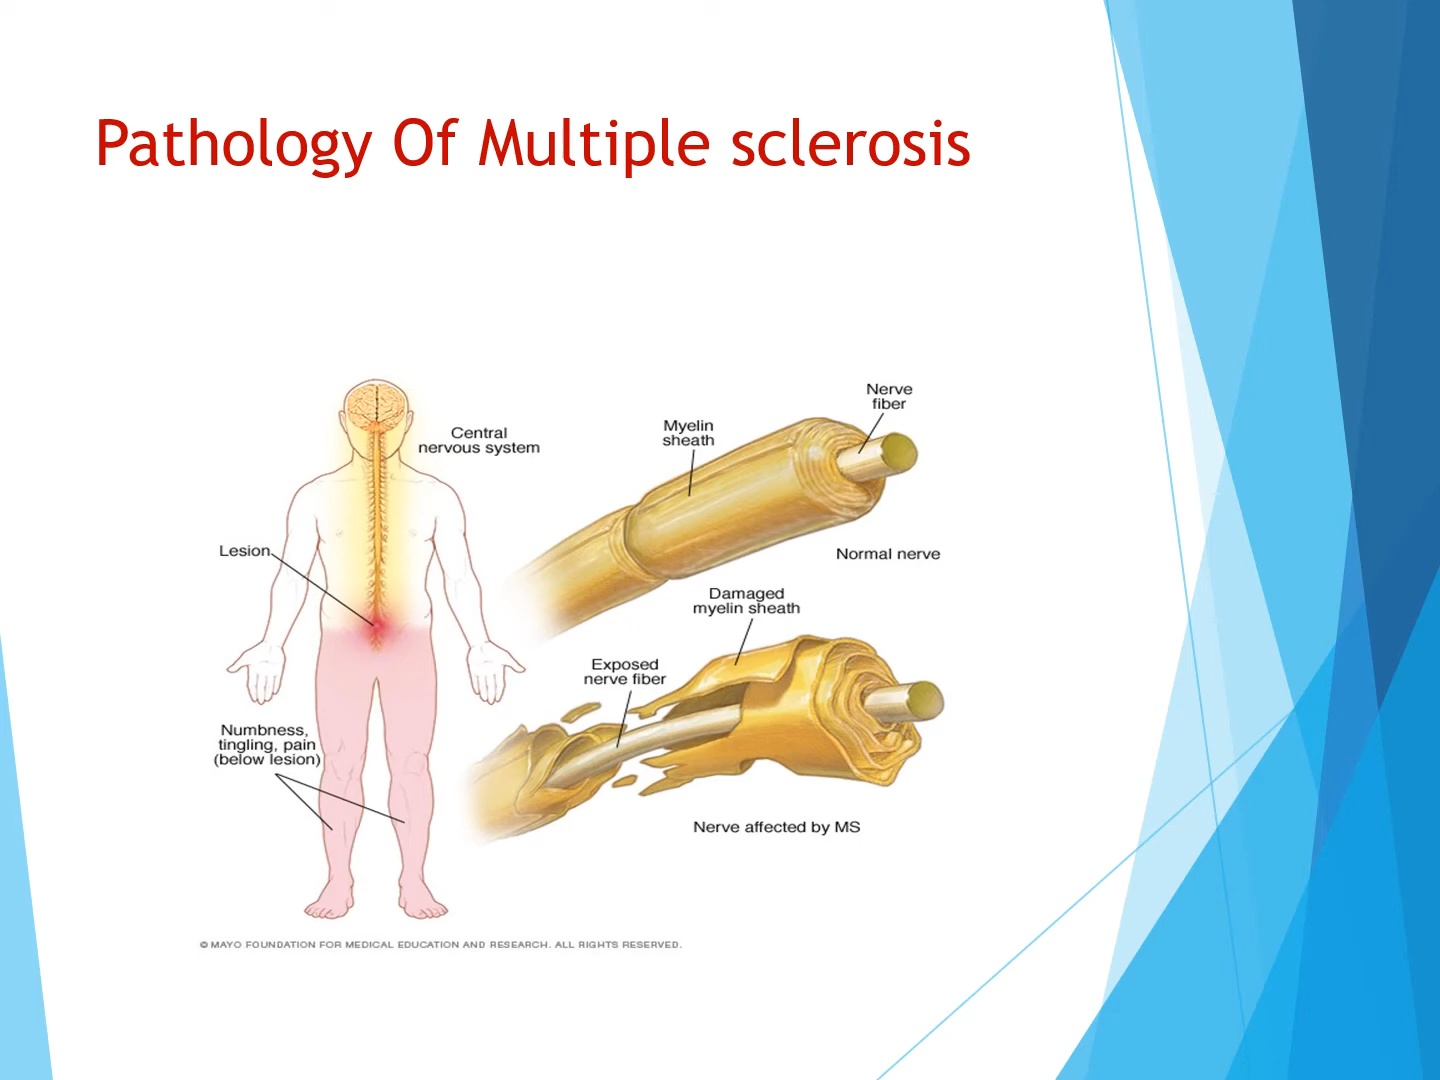 Pathology Of Multiple sclerosis
Nerve
fiber
Myelin
sheath
Central
nervous system
Lesion
Normal nerve
Damaged
myelin sheath
Exposed
nerve fiber
Numbness,
tingling, pain
(below lesion)
Nerve affected by MS
© MAYO FOUNDATION FOR MEDICAL EDUCATION AND RESEARCH. ALL RIGHTS RESERVED.